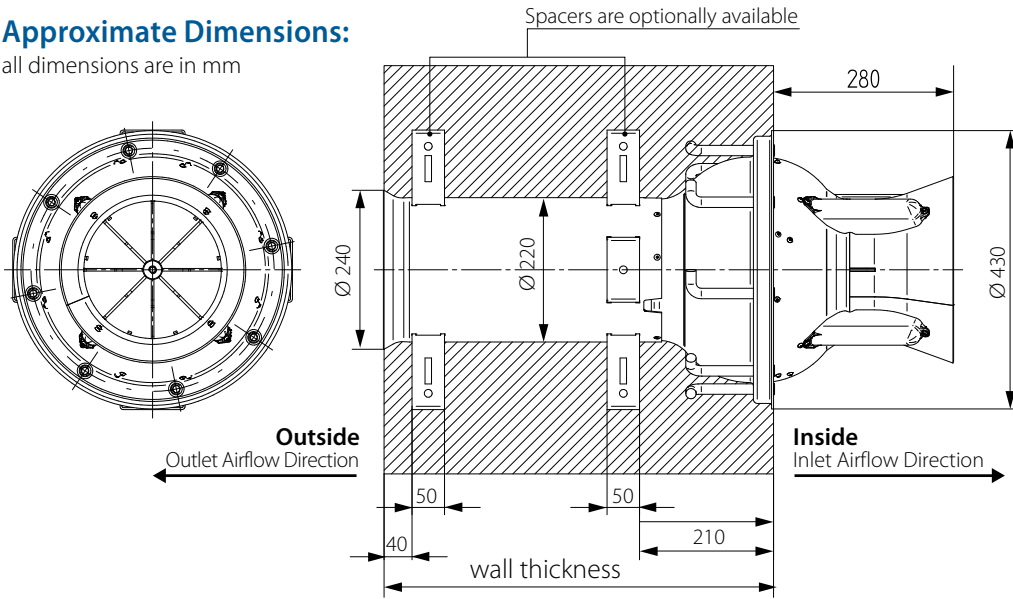 Spacers are optionally available
Approximate Dimensions:
all dimensions are in mm
280
Ø 240
Ø 220
Ø 430
Outside
Outlet Airflow Direction
Inside
Inlet Airflow Direction
50
50
210
40
wall thickness